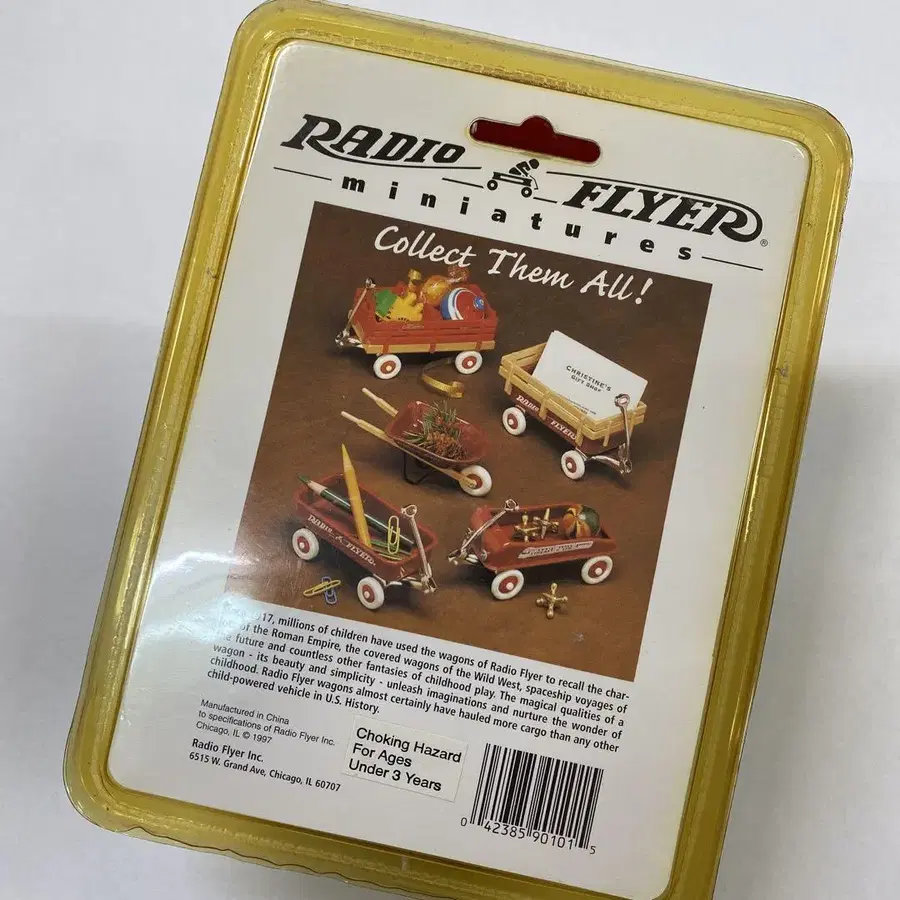 RADIO FLYER®
miniatures
Collect Them All!
CHRISTINE'S
GIFT SHOP
RADIO FLYER
RADIO FLYER
17, millions of children have used the wagons of Radio Flyer to recall the char-
of the Roman Empire, the covered wagons of the Wild West, spaceship voyages of
the future and countless other fantasies of childhood play. The magical qualities of a
wagon - its beauty and simplicity - unleash imaginations and nurture the wonder of
childhood. Radio Flyer wagons almost certainly have hauled more cargo than any other
child-powered vehicle in U.S. History.
Manufactured in China
to specifications of Radio Flyer Inc.
Chicago, IL © 1997
Radio Flyer Inc.
6515 W. Grand Ave, Chicago, IL 60707
Choking Hazard
For Ages
Under 3 Years
0 42385 90101 5